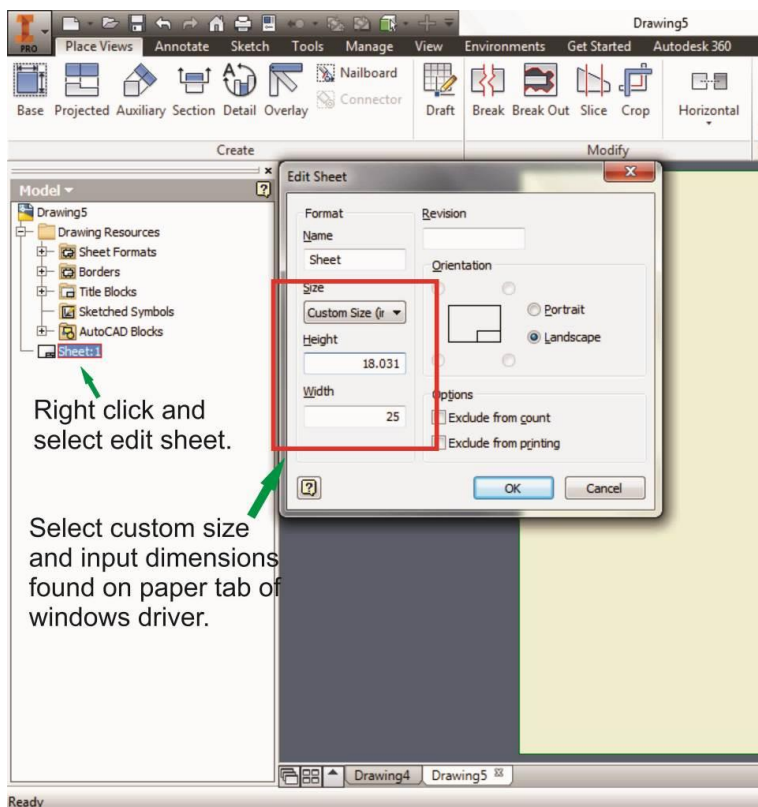 Drawing5
PRO
Place Views Annotate Sketch Tools Manage View Environments Get Started Autodesk 360
Nailboard
Connector
Base Projected Auxiliary Section Detail Overlay Draft Break Break Out Slice Crop Horizontal
Create Modify
Model
Drawing5
Drawing Resources
Sheet Formats
Borders
Title Blocks
Sketched Symbols
AutoCAD Blocks
Sheet:1
Right click and
select edit sheet.
Select custom size
and input dimensions
found on paper tab of
windows driver.
Edit Sheet
Format
Name
Sheet
Size
Custom Size (ir
Height
18.031
Width
25
Revision
Orientation
Portrait
Landscape
Options
Exclude from count
Exclude from printing
OK Cancel
Drawing4 Drawing5
Ready